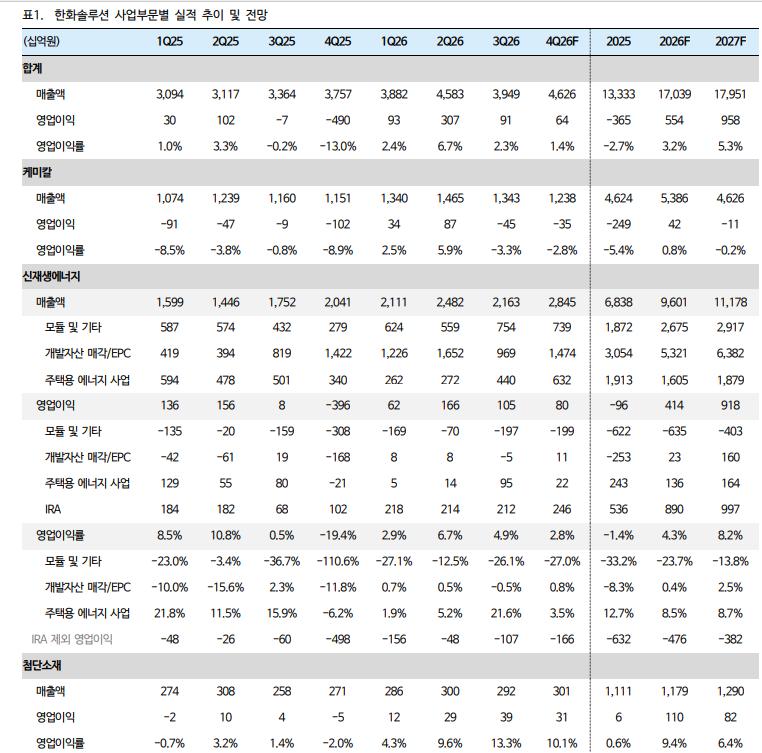 표1. 한화솔루션 사업부문별 실적 추이 및 전망
(십억원) 1Q25 2Q25 3Q25 4Q25 1Q26 2Q26 3Q26 4Q26F 2025 2026F 2027F
합계
매출액 3,094 3,117 3,364 3,757 3,882 4,583 3,949 4,626 13,333 17,039 17,951
영업이익 30 102 -7 -490 93 307 91 64 -365 554 958
영업이익률 1.0% 3.3% -0.2% -13.0% 2.4% 6.7% 2.3% 1.4% -2.7% 3.2% 5.3%
케미칼
매출액 1,074 1,239 1,160 1,151 1,340 1,465 1,343 1,238 4,624 5,386 4,626
영업이익 -91 -47 -9 -102 34 87 -45 -35 -249 42 -11
영업이익률 -8.5% -3.8% -0.8% -8.9% 2.5% 5.9% -3.3% -2.8% -5.4% 0.8% -0.2%
신재생에너지
매출액 1,599 1,446 1,752 2,041 2,111 2,482 2,163 2,845 6,838 9,601 11,178
모듈 및 기타 587 574 432 279 624 559 754 739 1,872 2,675 2,917
개발자산 매각/EPC 419 394 819 1,422 1,226 1,652 969 1,474 3,054 5,321 6,382
주택용 에너지 사업 594 478 501 340 262 272 440 632 1,913 1,605 1,879
영업이익 136 156 8 -396 62 166 105 80 -96 414 918
모듈 및 기타 -135 -20 -159 -308 -169 -70 -197 -199 -622 -635 -403
개발자산 매각/EPC -42 -61 19 -168 8 8 -5 11 -253 23 160
주택용 에너지 사업 129 55 80 -21 5 14 95 22 243 136 164
IRA 184 182 68 102 218 214 212 246 536 890 997
영업이익률 8.5% 10.8% 0.5% -19.4% 2.9% 6.7% 4.9% 2.8% -1.4% 4.3% 8.2%
모듈 및 기타 -23.0% -3.4% -36.7% -110.6% -27.1% -12.5% -26.1% -27.0% -33.2% -23.7% -13.8%
개발자산 매각/EPC -10.0% -15.6% 2.3% -11.8% 0.7% 0.5% -0.5% 0.8% -8.3% 0.4% 2.5%
주택용 에너지 사업 21.8% 11.5% 15.9% -6.2% 1.9% 5.2% 21.6% 3.5% 12.7% 8.5% 8.7%
IRA 제외 영업이익 -48 -26 -60 -498 -156 -48 -107 -166 -632 -476 -382
첨단소재
매출액 274 308 258 271 286 300 292 301 1,111 1,179 1,290
영업이익 -2 10 4 -5 12 29 39 31 6 110 82
영업이익률 -0.7% 3.2% 1.4% -2.0% 4.3% 9.6% 13.3% 10.1% 0.6% 9.4% 6.4%